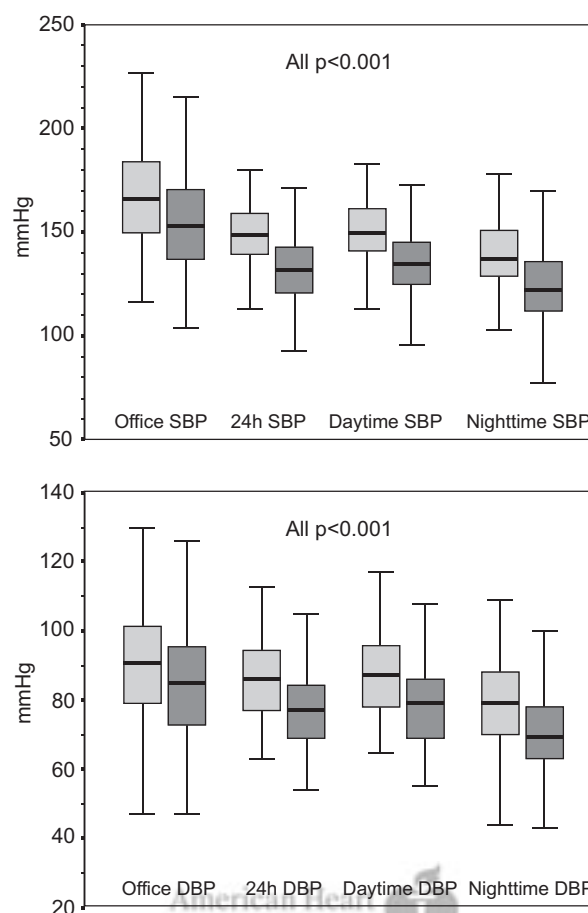 250
200
150
100
50
mmHg
All p<0.001
Office SBP 24h SBP Daytime SBP Nighttime SBP
140
120
100
80
60
40
20
mmHg
All p<0.001
Office DBP 24h DBP Daytime DBP Nighttime DBP
American Heart